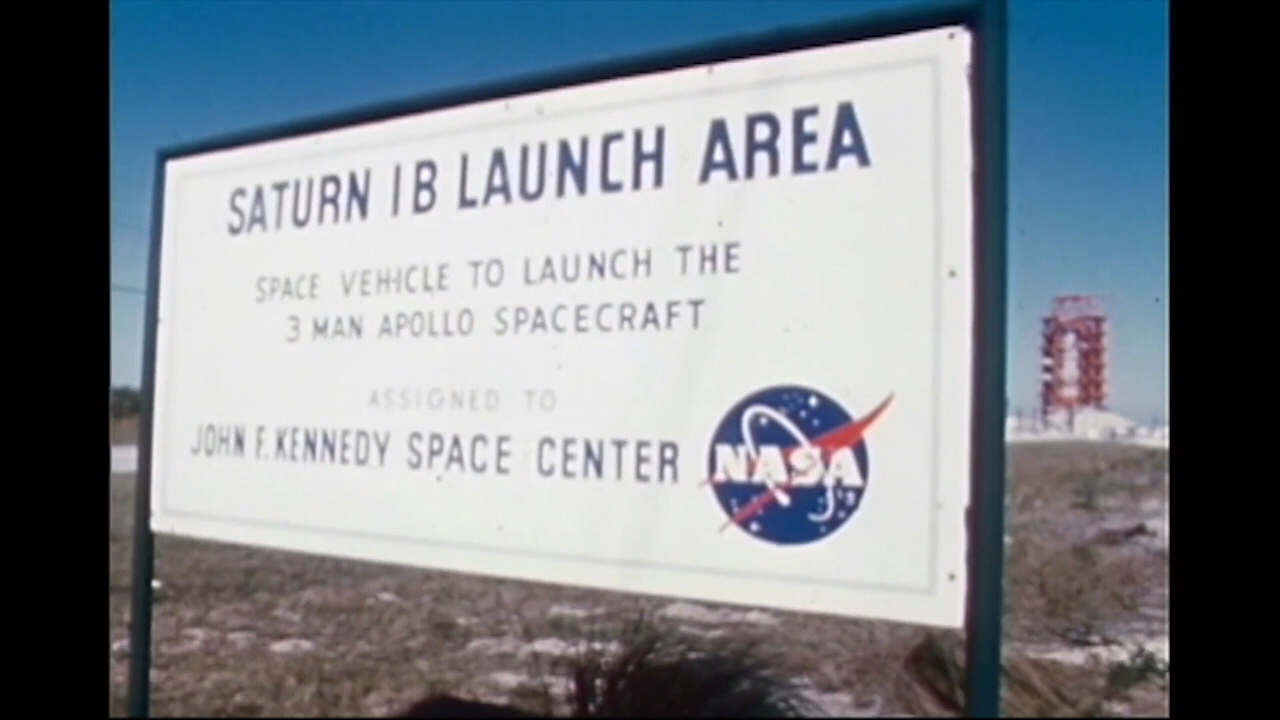 SATURN IB LAUNCH AREA
SPACE VEHICLE TO LAUNCH THE
3 MAN APOLLO SPACECRAFT
ASSIGNED TO
JOHN F. KENNEDY SPACE CENTER
NASA